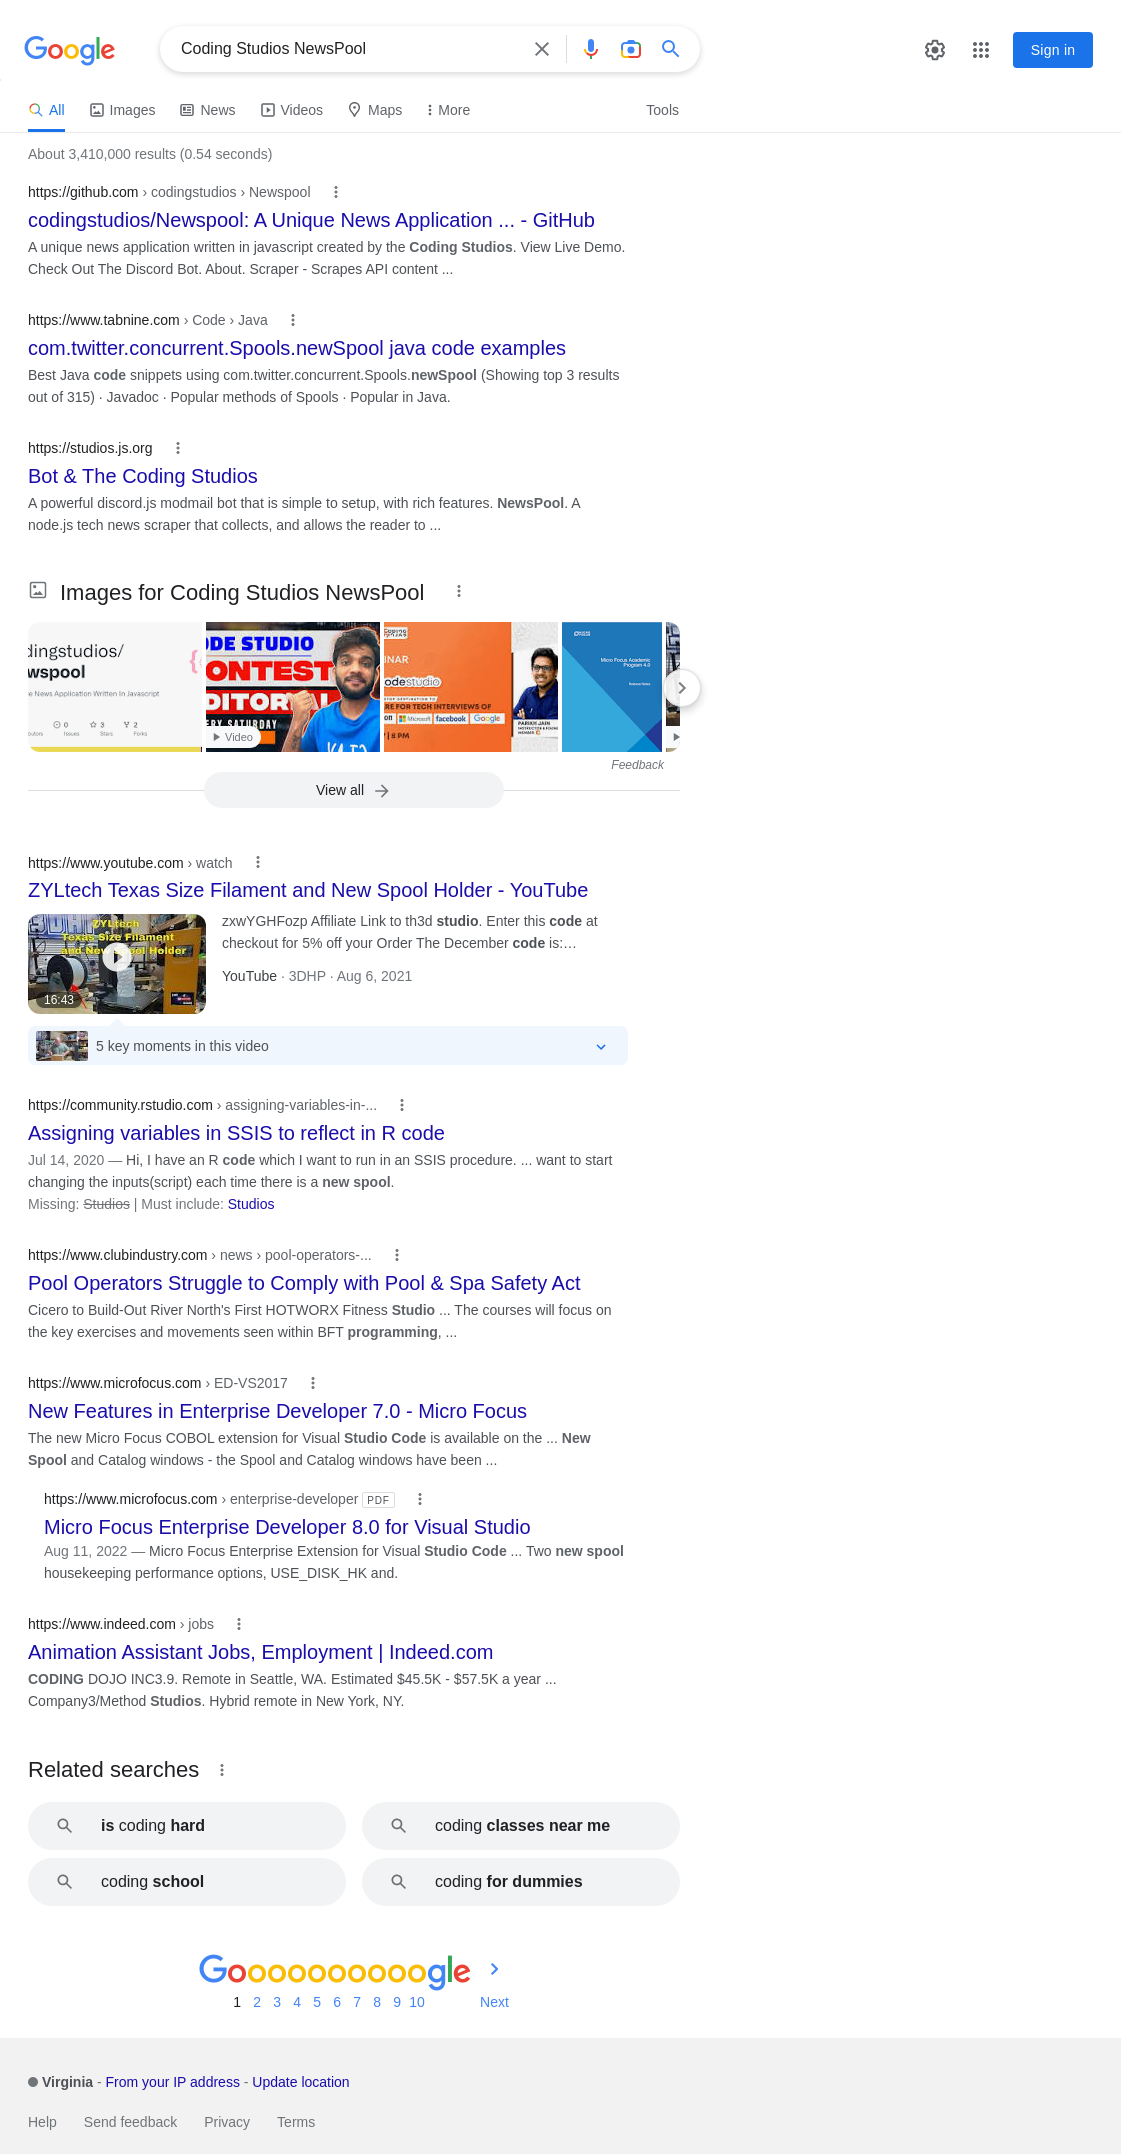 Google
Coding Studios NewsPool
Sign in
All
Images
News
Videos
Maps
More
Tools
About 3,410,000 results (0.54 seconds)
https://github.com › codingstudios › Newspool
codingstudios/Newspool: A Unique News Application ... - GitHub
A unique news application written in javascript created by the Coding Studios. View Live Demo.
Check Out The Discord Bot. About. Scraper - Scrapes API content ...
https://www.tabnine.com › Code › Java
com.twitter.concurrent.Spools.newSpool java code examples
Best Java code snippets using com.twitter.concurrent.Spools.newSpool (Showing top 3 results
out of 315) · Javadoc · Popular methods of Spools · Popular in Java.
https://studios.js.org
Bot & The Coding Studios
A powerful discord.js modmail bot that is simple to setup, with rich features. NewsPool. A
node.js tech news scraper that collects, and allows the reader to ...
Images for Coding Studios NewsPool
dingstudios/
wspool
e News Application Written In Javascript
0
3
2
Issues
Stars
Forks
ODE STUDIO
ONTEST
DITORIAL
ERY SATURDAY
Video
CODING
NINJAS
INAR
codestudio
RE FOR TECH INTERVIEWS OF
on
Microsoft
facebook
Google
| 8 PM
PARIKH JAIN
Micro Focus Academic
Program 4.0
Release Notes
Feedback
View all
https://www.youtube.com › watch
ZYLtech Texas Size Filament and New Spool Holder - YouTube
ZYLtech
Texas Size Filament
and New Spool Holder
16:43
zxwYGHFozp Affiliate Link to th3d studio. Enter this code at
checkout for 5% off your Order The December code is:…
YouTube · 3DHP · Aug 6, 2021
5 key moments in this video
https://community.rstudio.com › assigning-variables-in-...
Assigning variables in SSIS to reflect in R code
Jul 14, 2020 — Hi, I have an R code which I want to run in an SSIS procedure. ... want to start
changing the inputs(script) each time there is a new spool.
Missing: Studios | Must include: Studios
https://www.clubindustry.com › news › pool-operators-...
Pool Operators Struggle to Comply with Pool & Spa Safety Act
Cicero to Build-Out River North's First HOTWORX Fitness Studio ... The courses will focus on
the key exercises and movements seen within BFT programming, ...
https://www.microfocus.com › ED-VS2017
New Features in Enterprise Developer 7.0 - Micro Focus
The new Micro Focus COBOL extension for Visual Studio Code is available on the ... New
Spool and Catalog windows - the Spool and Catalog windows have been ...
https://www.microfocus.com › enterprise-developer PDF
Micro Focus Enterprise Developer 8.0 for Visual Studio
Aug 11, 2022 — Micro Focus Enterprise Extension for Visual Studio Code ... Two new spool
housekeeping performance options, USE_DISK_HK and.
https://www.indeed.com › jobs
Animation Assistant Jobs, Employment | Indeed.com
CODING DOJO INC3.9. Remote in Seattle, WA. Estimated $45.5K - $57.5K a year ...
Company3/Method Studios. Hybrid remote in New York, NY.
Related searches
is coding hard
coding classes near me
coding school
coding for dummies
Goooooooooogle
1 2 3 4 5 6 7 8 9 10 Next
Virginia - From your IP address - Update location
Help
Send feedback
Privacy
Terms